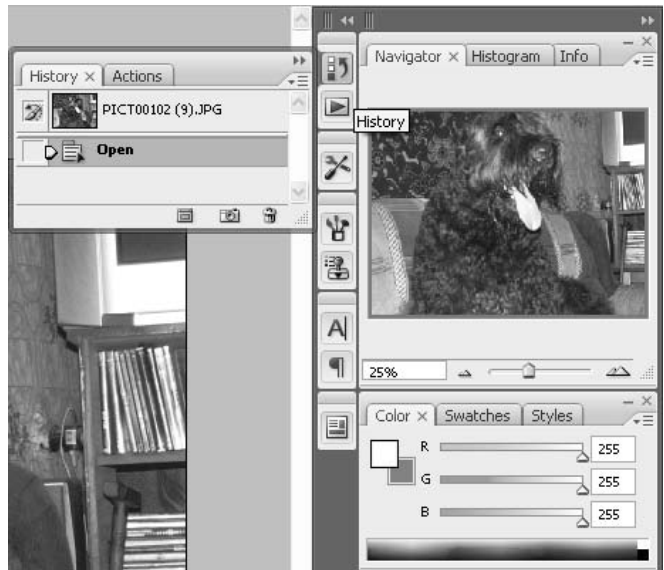 History × Actions
PICT00102 (9).JPG
Open
Navigator × Histogram Info
History
A
¶
25%
Color × Swatches Styles
R 255
G 255
B 255